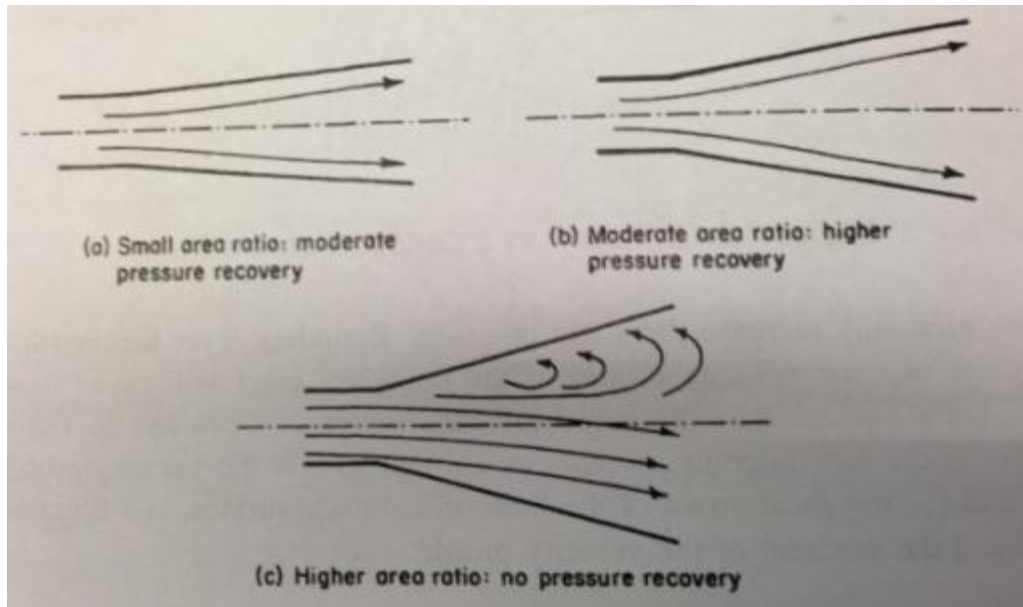 (a) Small area ratio: moderate
pressure recovery
(b) Moderate area ratio: higher
pressure recovery
(c) Higher area ratio: no pressure recovery